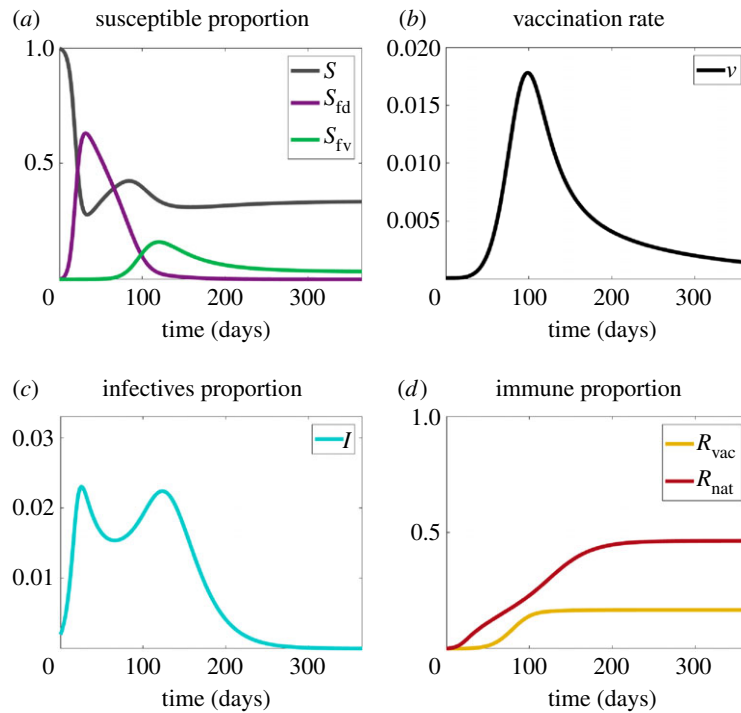 (a) susceptible proportion
1.0
0.5
0
100
200
300
S
S_fd
S_fv
time (days)
(b) vaccination rate
0.020
0.015
0.010
0.005
0
100
200
300
v
time (days)
(c) infectives proportion
0.03
0.02
0.01
0
100
200
300
I
time (days)
(d) immune proportion
1.0
0.5
0
100
200
300
R_vac
R_nat
time (days)